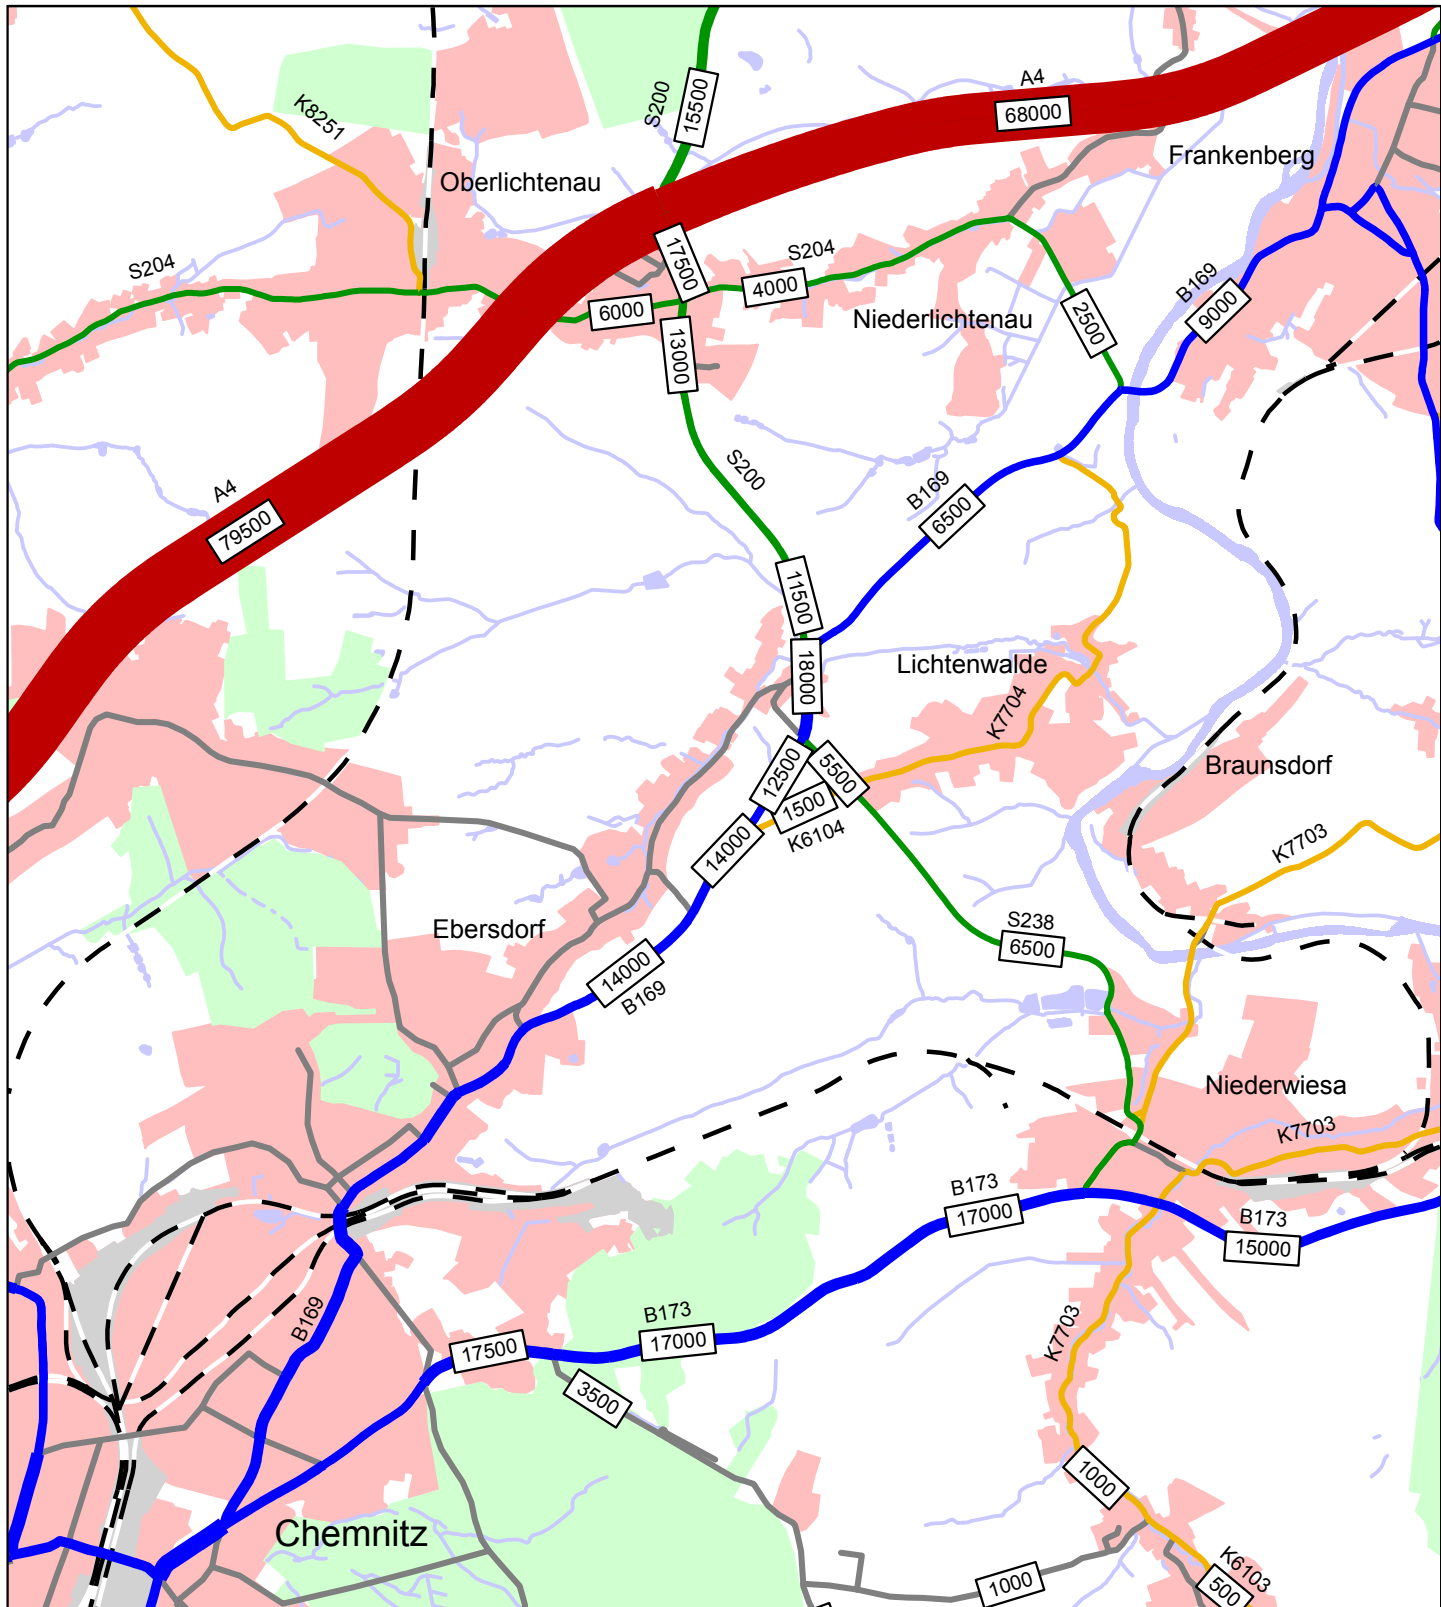 A4
68000
S200
15500
K8251
Frankenberg
Oberlichtenau
S204
17500
S204
4000
6000
B169
9000
Niederlichtenau
2500
13000
S200
A4
79500
B169
6500
11500
18000
Lichtenwalde
K7704
12500
5500
Braunsdorf
1500
K6104
14000
K7703
Ebersdorf
S238
6500
14000
B169
Niederwiesa
K7703
B173
17000
B173
15000
B169
B173
17000
17500
K7703
3500
1000
Chemnitz
K6103
500
1000